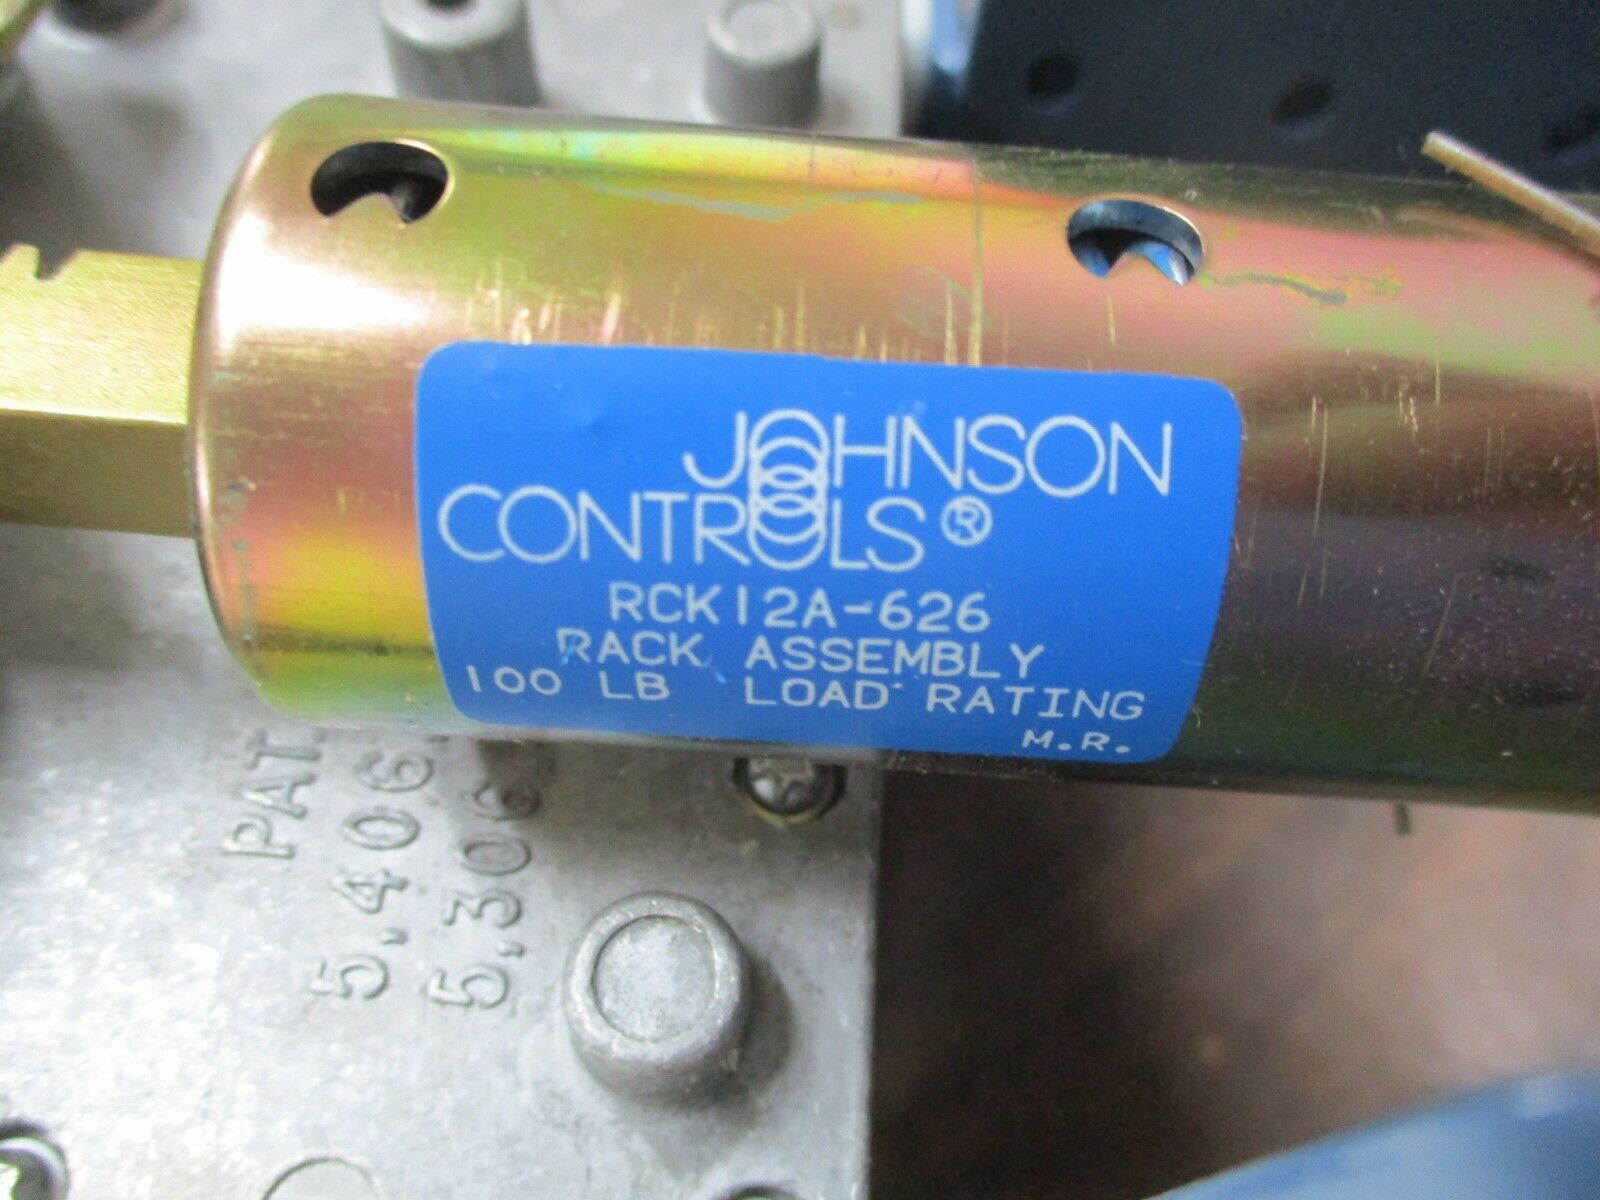 JOHNSON
CONTROLS®
RCK12A-626
RACK ASSEMBLY
100 LB LOAD RATING
M.R.
PAT.
5,406,
5,306,